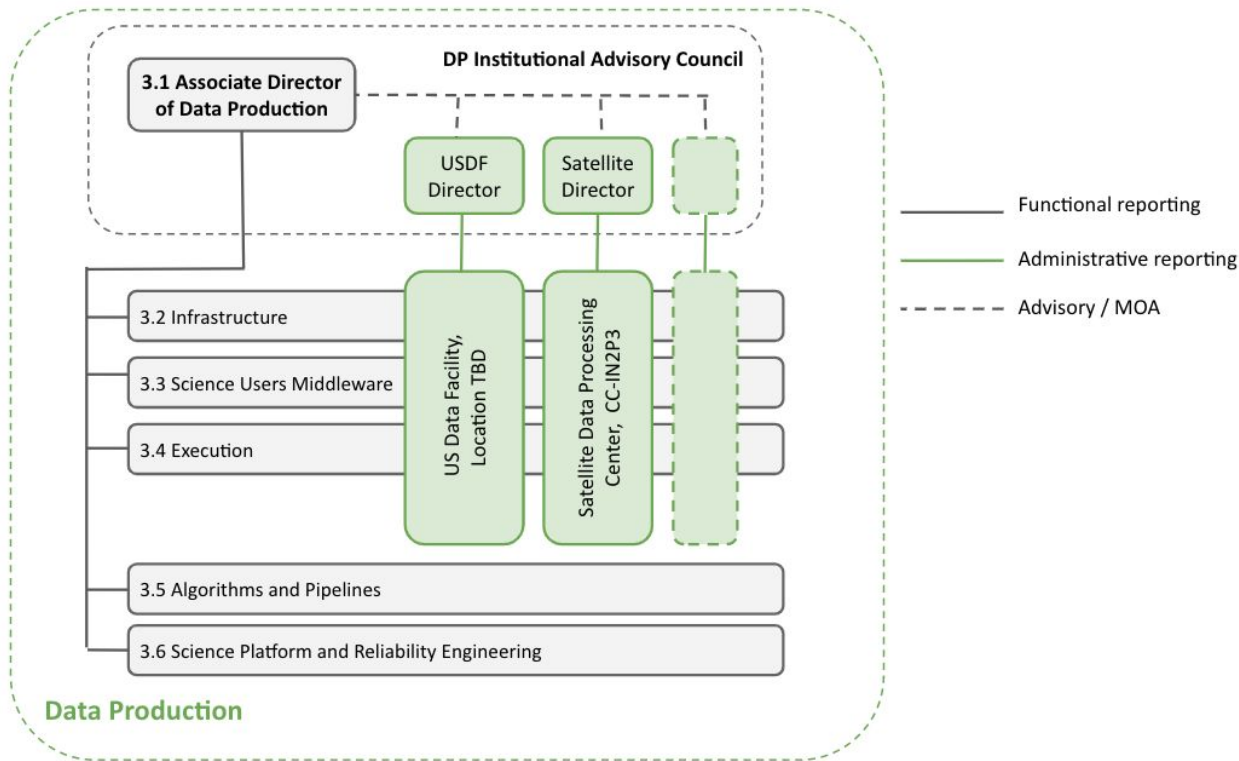 DP Institutional Advisory Council
3.1 Associate Director
of Data Production
USDF
Director
Satellite
Director
Functional reporting
Administrative reporting
Advisory / MOA
3.2 Infrastructure
3.3 Science Users Middleware
3.4 Execution
US Data Facility,
Location TBD
Satellite Data Processing
Center, CC-IN2P3
3.5 Algorithms and Pipelines
3.6 Science Platform and Reliability Engineering
Data Production